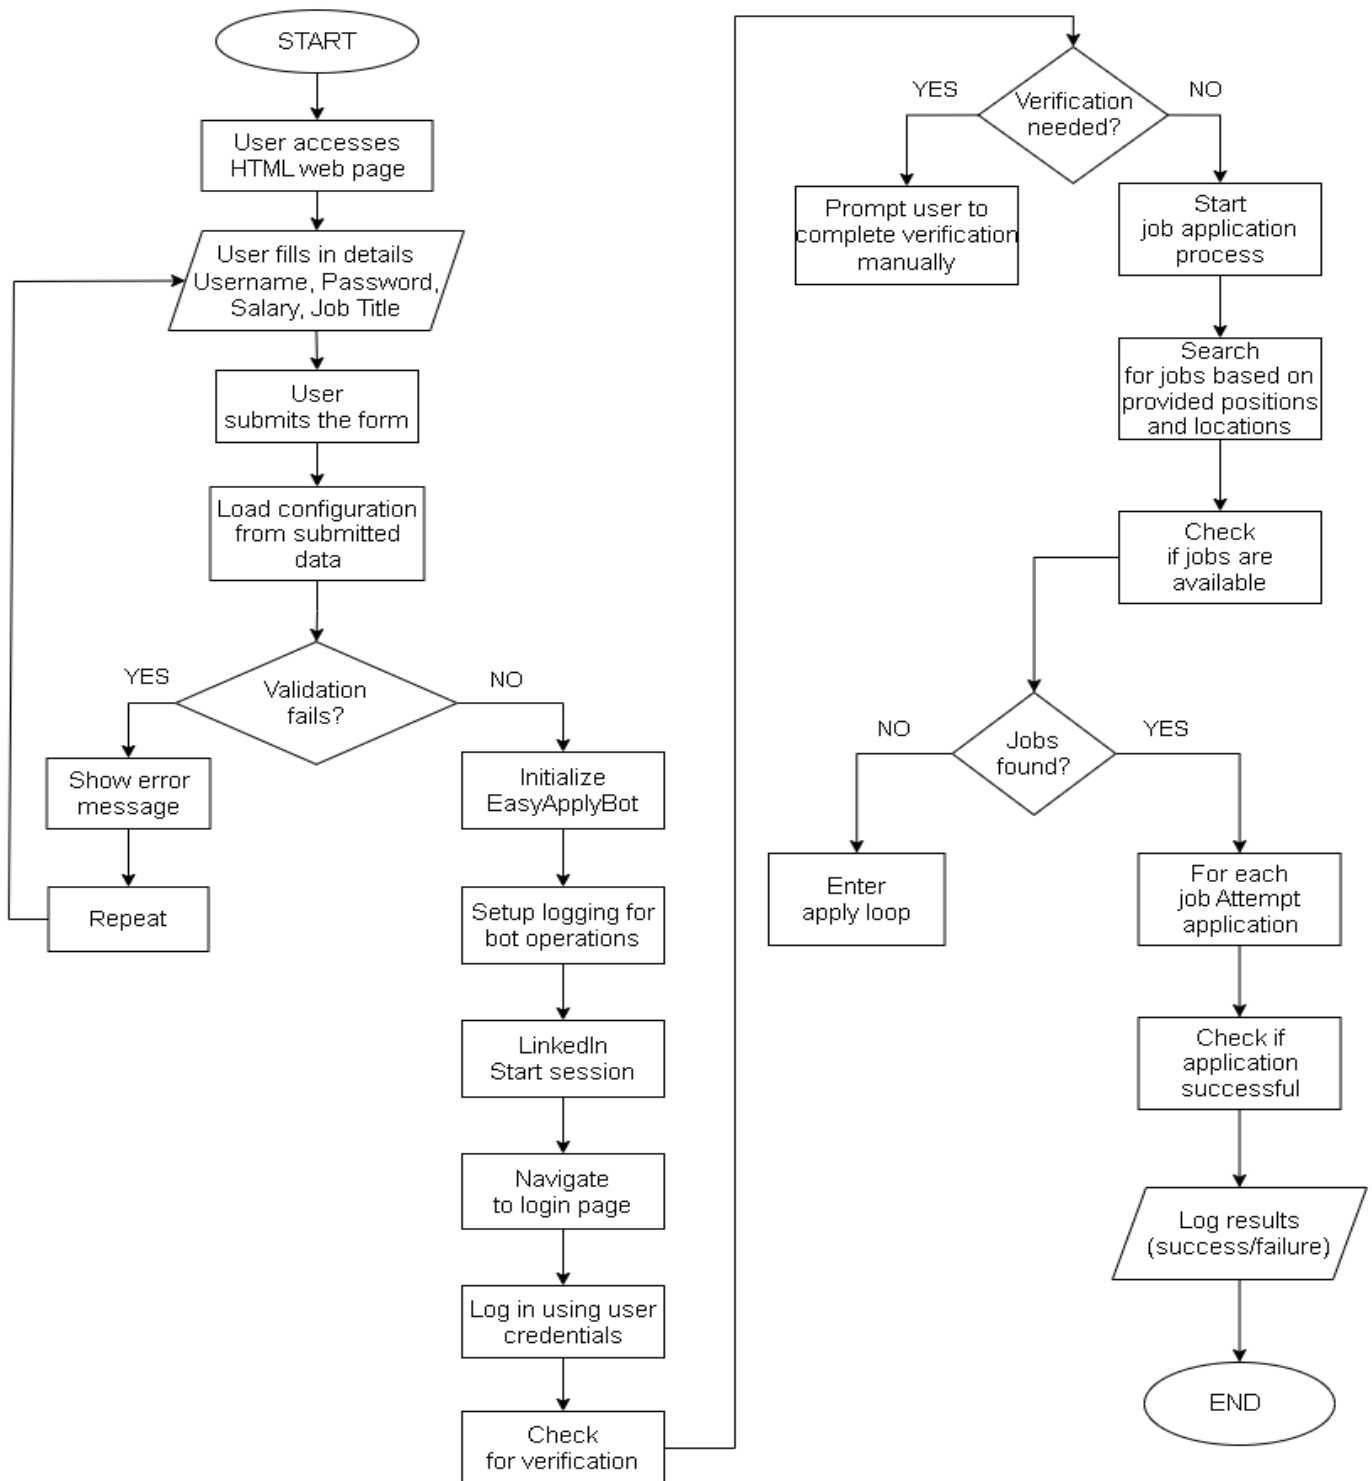 START
User accesses
HTML web page
User fills in details
Username, Password,
Salary, Job Title
User
submits the form
Load configuration
from submitted
data
YES
Validation
fails?
NO
Show error
message
Repeat
Initialize
EasyApplyBot
Setup logging for
bot operations
LinkedIn
Start session
Navigate
to login page
Log in using user
credentials
Check
for verification
YES
Verification
needed?
NO
Prompt user to
complete verification
manually
Start
job application
process
Search
for jobs based on
provided positions
and locations
Check
if jobs are
available
NO
Jobs
found?
YES
Enter
apply loop
For each
job Attempt
application
Check if
application
successful
Log results
(success/failure)
END